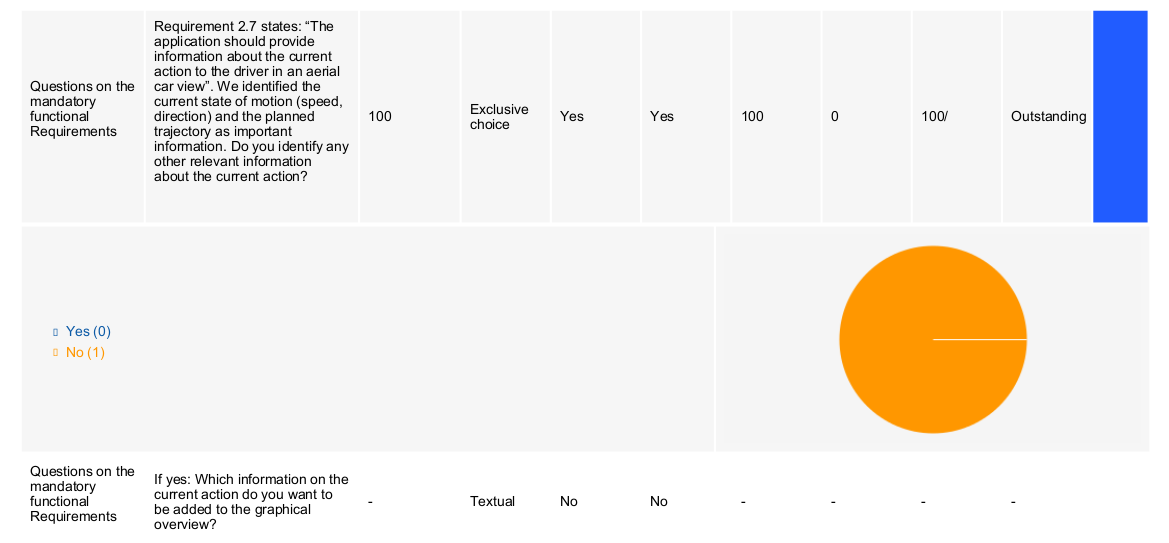 Questions on the
mandatory
functional
Requirements
Requirement 2.7 states: “The
application should provide
information about the current
action to the driver in an aerial
car view”. We identified the
current state of motion (speed,
direction) and the planned
trajectory as important
information. Do you identify any
other relevant information
about the current action?
100
Exclusive
choice
Yes
Yes
100
0
100/
Outstanding
Yes (0)
No (1)
Questions on the
mandatory
functional
Requirements
If yes: Which information on the
current action do you want to
be added to the graphical
overview?
-
Textual
No
No
-
-
-
-